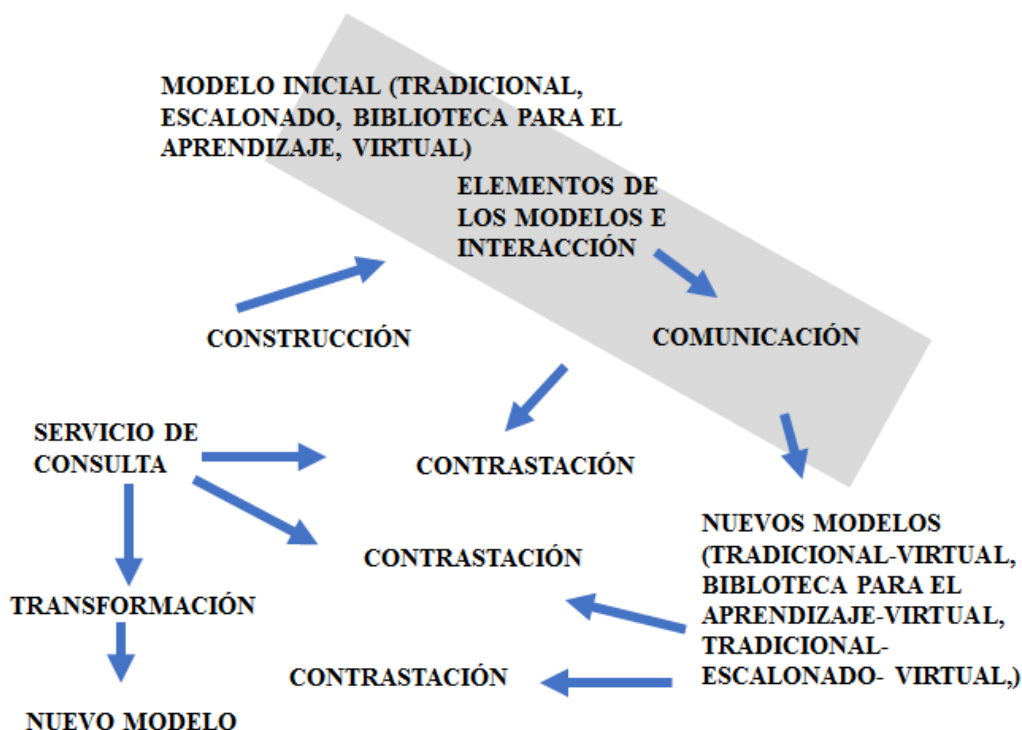 MODELO INICIAL (TRADICIONAL,
ESCALONADO, BIBLIOTECA PARA EL
APRENDIZAJE, VIRTUAL)
ELEMENTOS DE
LOS MODELOS E
INTERACCIÓN
CONSTRUCCIÓN
COMUNICACIÓN
SERVICIO DE
CONSULTA
CONTRASTACIÓN
NUEVOS MODELOS
(TRADICIONAL-VIRTUAL,
BIBLOTECA PARA EL
APRENDIZAJE-VIRTUAL,
TRADICIONAL-
ESCALONADO- VIRTUAL,)
CONTRASTACIÓN
TRANSFORMACIÓN
CONTRASTACIÓN
NUEVO MODELO